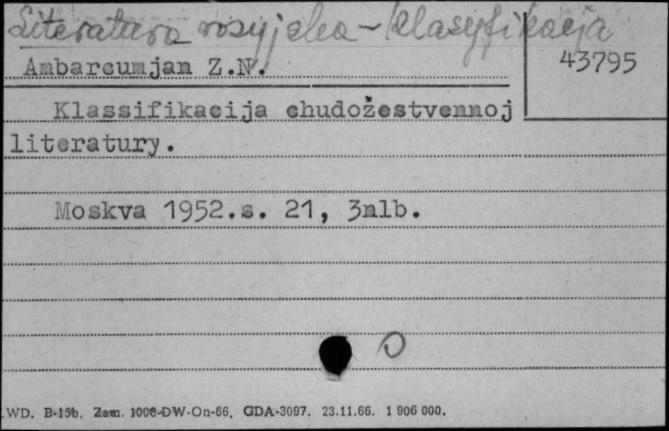 Literatura rosyjska - klasyfikacja
Ambarcumjan Z.N.
43795
Klassifikacija chudožestvennoj
literatury.
Moskva 1952.s. 21, 3nlb.
WD. B-15b. Zam. 1006-DW-On-66. GDA-3097. 23.11.66. 1 906 000.